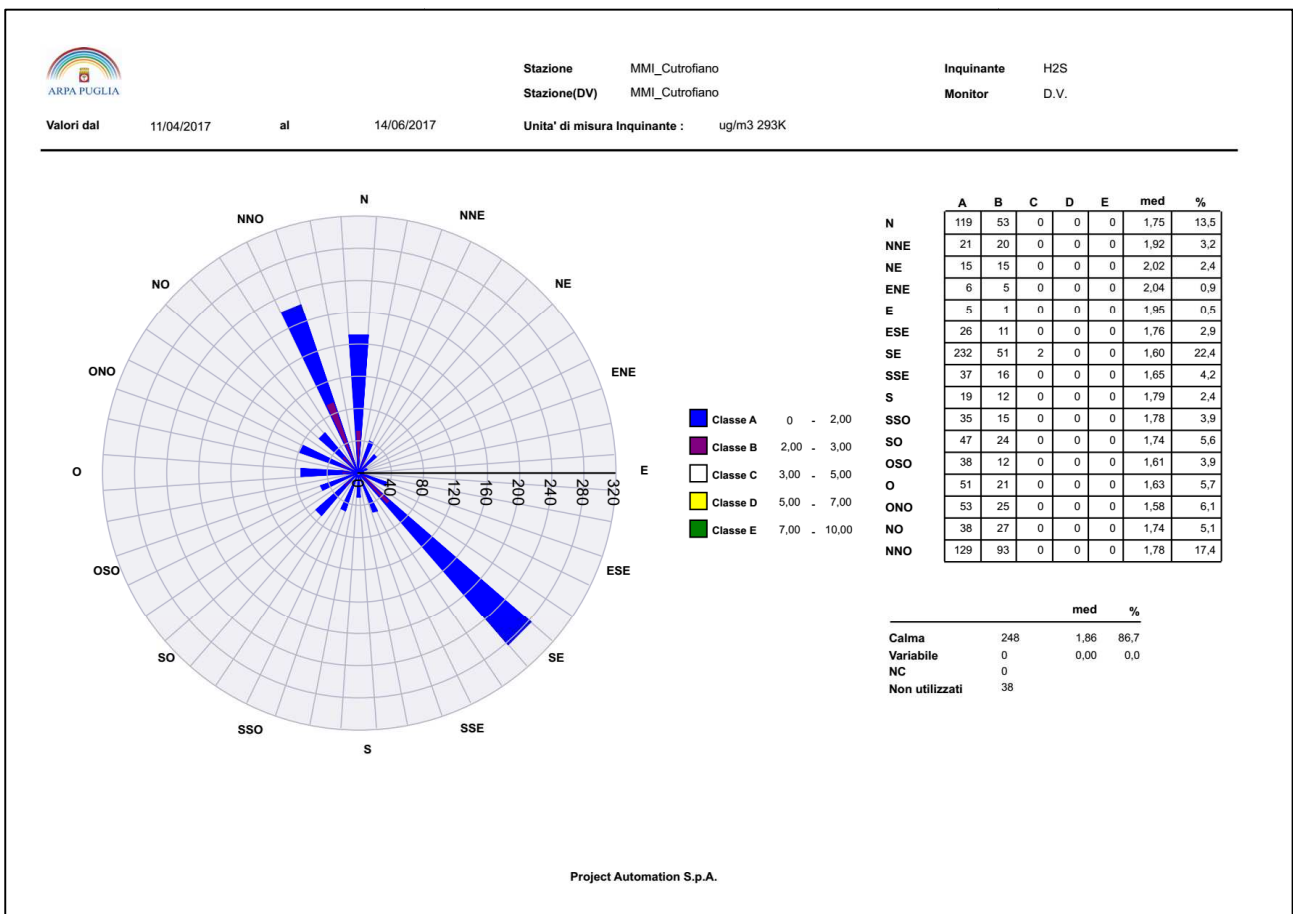 ARPA PUGLIA
Stazione MMI_Cutrofiano Inquinante H2S
Stazione(DV) MMI_Cutrofiano Monitor D.V.
Valori dal 11/04/2017 al 14/06/2017 Unita' di misura Inquinante : ug/m3 293K
N
NNE
NE
ENE
E
ESE
SE
SSE
S
SSO
SO
OSO
O
ONO
NO
NNO
0 40 80 120 160 200 240 280 320
Classe A 0 - 2,00
Classe B 2,00 - 3,00
Classe C 3,00 - 5,00
Classe D 5,00 - 7,00
Classe E 7,00 - 10,00
A B C D E med %
N 119 53 0 0 0 1,75 13,5
NNE 21 20 0 0 0 1,92 3,2
NE 15 15 0 0 0 2,02 2,4
ENE 6 5 0 0 0 2,04 0,9
E 5 1 0 0 0 1,95 0,5
ESE 26 11 0 0 0 1,76 2,9
SE 232 51 2 0 0 1,60 22,4
SSE 37 16 0 0 0 1,65 4,2
S 19 12 0 0 0 1,79 2,4
SSO 35 15 0 0 0 1,78 3,9
SO 47 24 0 0 0 1,74 5,6
OSO 38 12 0 0 0 1,61 3,9
O 51 21 0 0 0 1,63 5,7
ONO 53 25 0 0 0 1,58 6,1
NO 38 27 0 0 0 1,74 5,1
NNO 129 93 0 0 0 1,78 17,4
med %
Calma 248 1,86 86,7
Variabile 0 0,00 0,0
NC 0
Non utilizzati 38
Project Automation S.p.A.